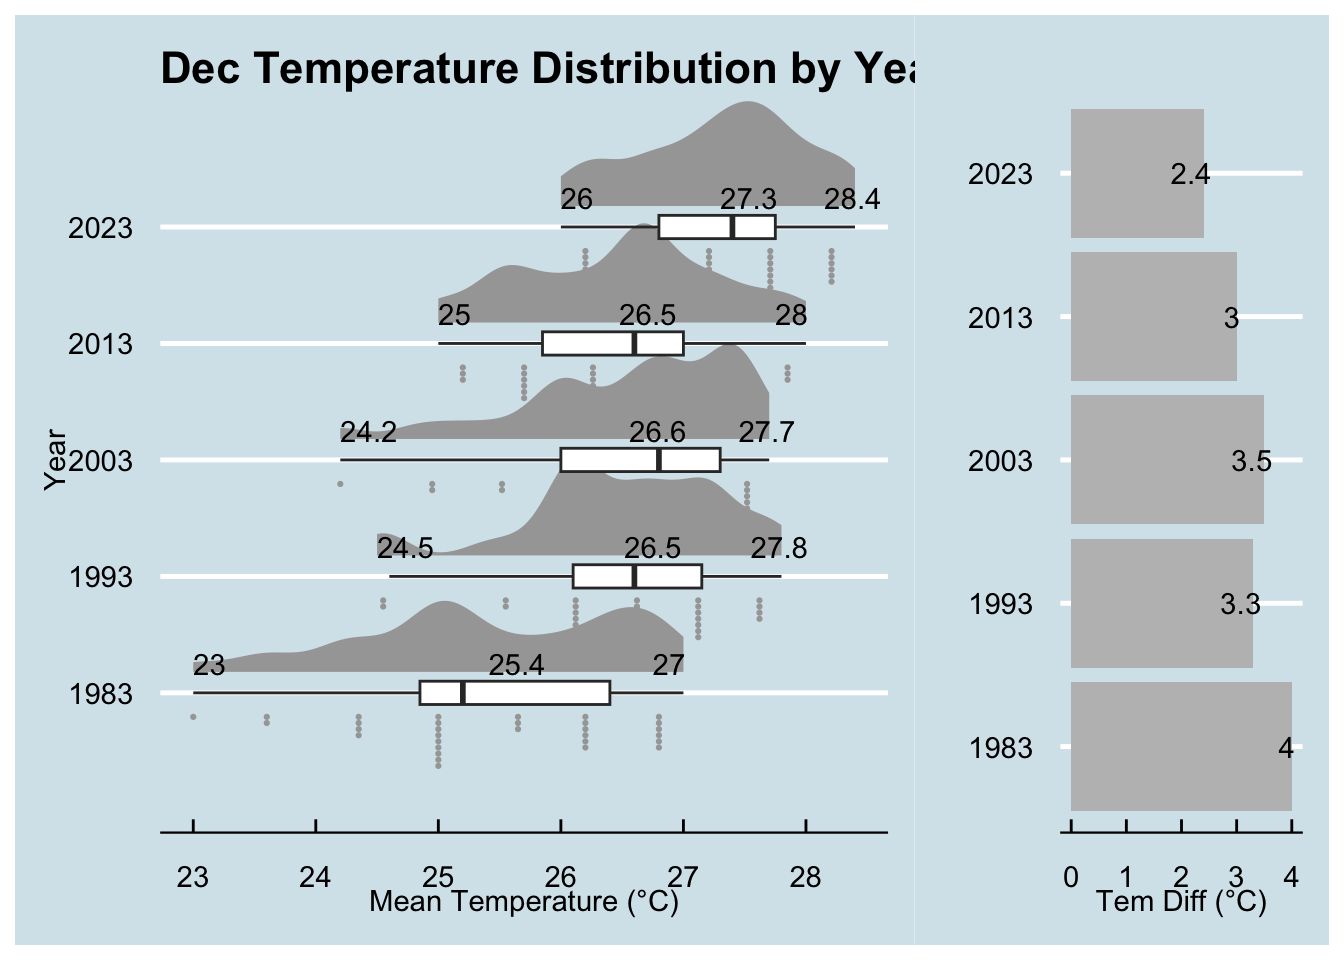 Dec Temperature Distribution by Yea
26 27.3 28.4
2023
25 26.5 28
2013
24.2 26.6 27.7
2003
24.5 26.5 27.8
1993
23 25.4 27
1983
Year
23 24 25 26 27 28
Mean Temperature (°C)
2023 2.4
2013 3
2003 3.5
1993 3.3
1983 4
0 1 2 3 4
Tem Diff (°C)